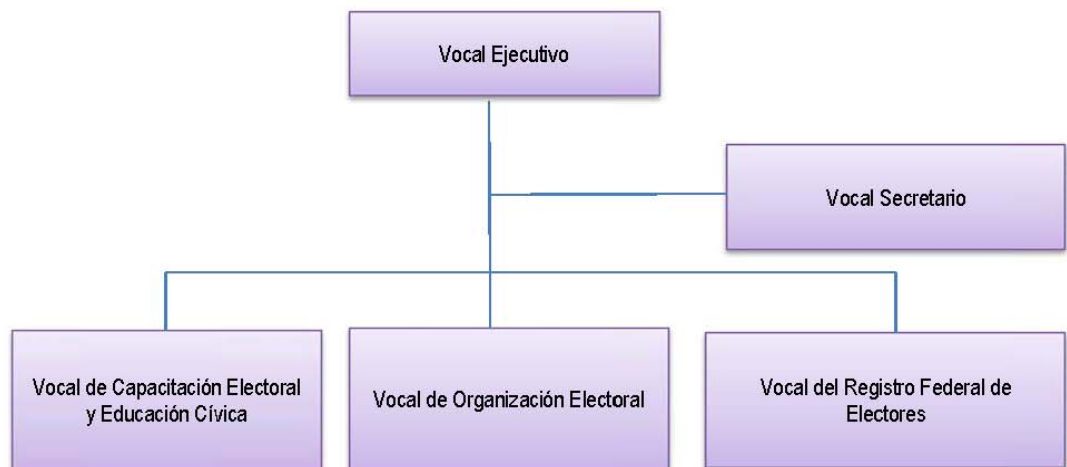 Vocal Ejecutivo
Vocal Secretario
Vocal de Capacitación Electoral
y Educación Cívica
Vocal de Organización Electoral
Vocal del Registro Federal de
Electores